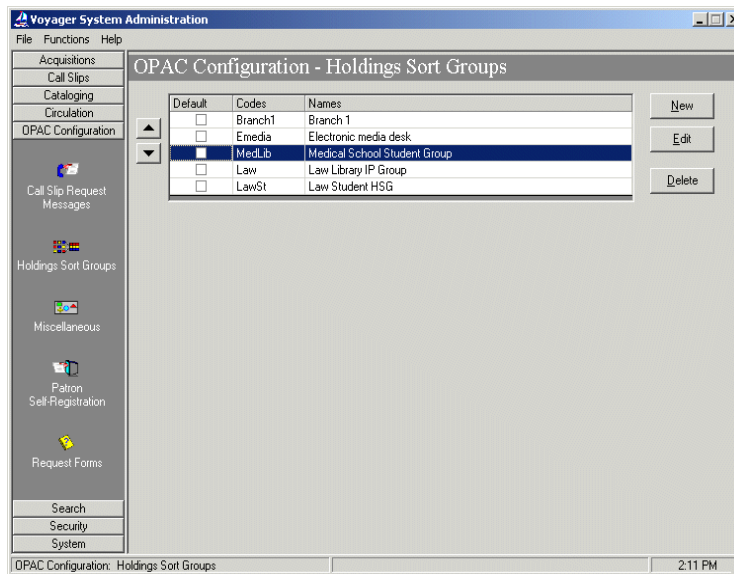 Voyager System Administration
File Functions Help
Acquisitions
Call Slips
Cataloging
Circulation
OPAC Configuration
Call Slip Request
Messages
Holdings Sort Groups
Miscellaneous
Patron
Self-Registration
Request Forms
Search
Security
System
OPAC Configuration - Holdings Sort Groups
Default Codes Names
Branch1 Branch 1
Emedia Electronic media desk
MedLib Medical School Student Group
Law Law Library IP Group
LawSt Law Student HSG
New
Edit
Delete
OPAC Configuration: Holdings Sort Groups 2:11 PM